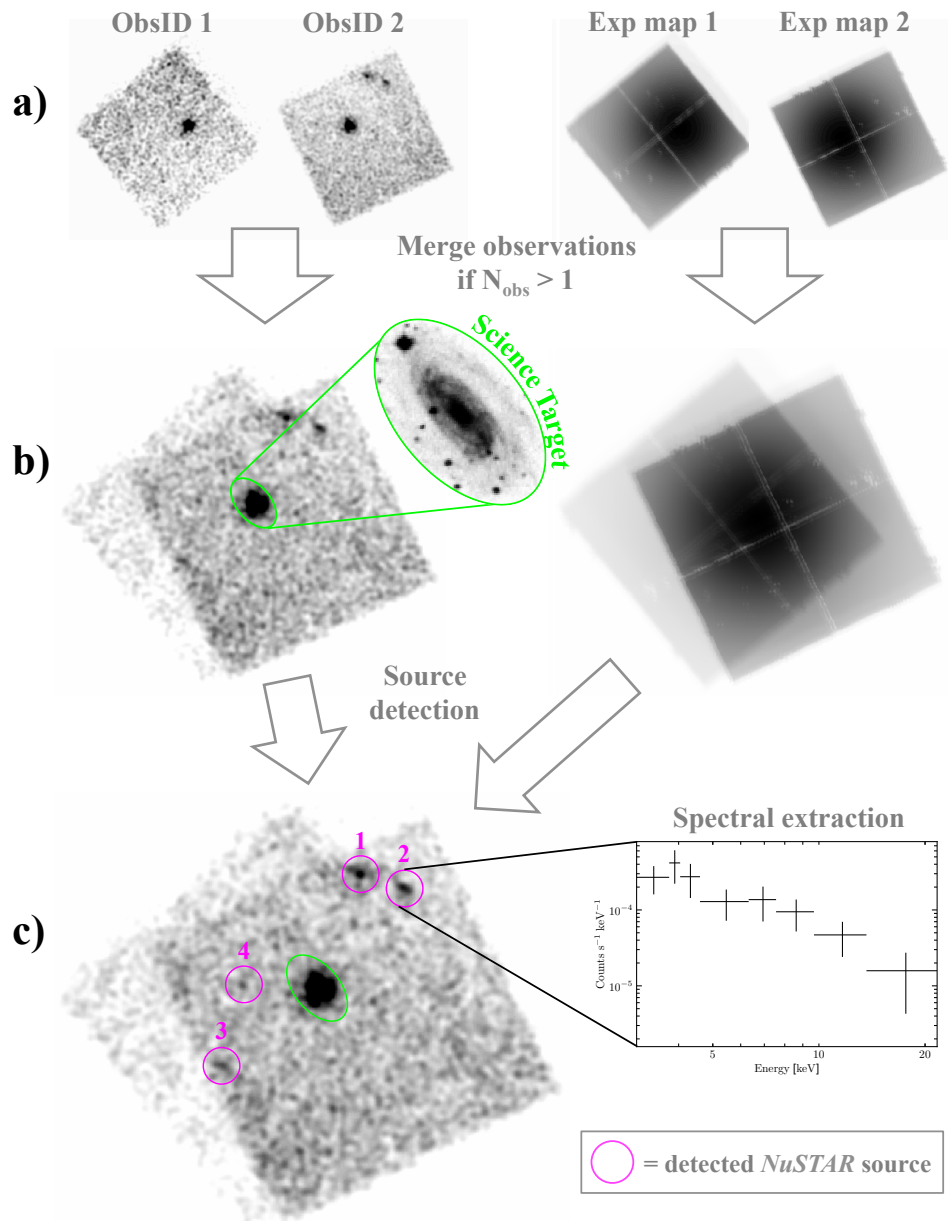 ObsID 1
ObsID 2
Exp map 1
Exp map 2
a)
Merge observations
if N_obs > 1
Science Target
b)
Source
detection
Spectral extraction
1
2
4
3
c)
Counts s⁻¹ keV⁻¹
10⁻⁴
10⁻⁵
5
10
20
Energy [keV]
= detected NuSTAR source